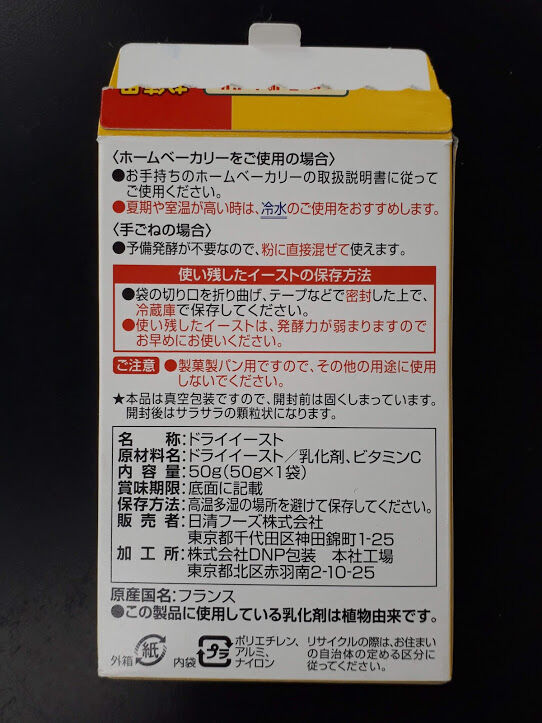 〈ホームベーカリーをご使用の場合〉
●お手持ちのホームベーカリーの取扱説明書に従って
ご使用ください。
●夏期や室温が高い時は、冷水のご使用をおすすめします。
〈手ごねの場合〉
●予備発酵が不要なので、粉に直接混ぜて使えます。
使い残したイーストの保存方法
●袋の切り口を折り曲げ、テープなどで密封した上で、
冷蔵庫で保存してください。
●使い残したイーストは、発酵力が弱まりますので
お早めにお使いください。
ご注意 ●製菓製パン用ですので、その他の用途に使用
しないでください。
★本品は真空包装ですので、開封前は固くしまっています。
開封後はサラサラの顆粒状になります。
名称:ドライイースト
原材料名:ドライイースト/乳化剤、ビタミンC
内容量:50g(50g×1袋)
賞味期限:底面に記載
保存方法:高温多湿の場所を避けて保存してください。
販売者:日清フーズ株式会社
東京都千代田区神田錦町1-25
加工所:株式会社DNP包装 本社工場
東京都北区赤羽南2-10-25
原産国名:フランス
●この製品に使用している乳化剤は植物由来です。
外箱 紙 内袋 プラ ポリエチレン、
アルミ、
ナイロン
リサイクルの際は、お住まい
の自治体の定める区分に
従ってください。